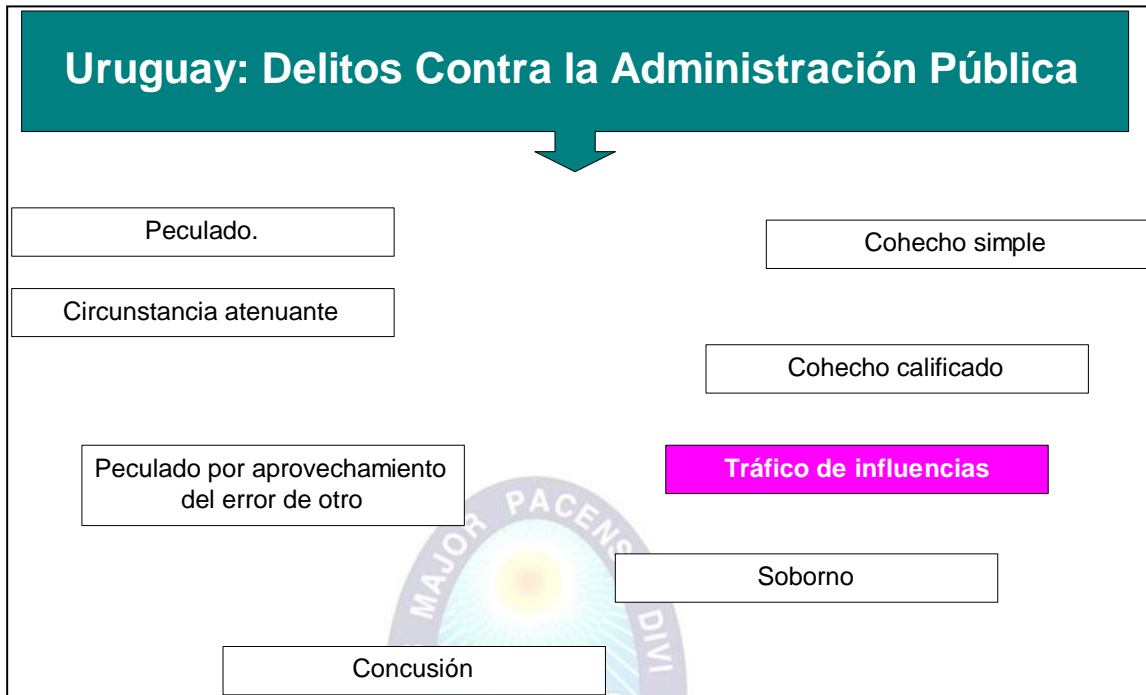 Uruguay: Delitos Contra la Administración Pública
Peculado.
Cohecho simple
Circunstancia atenuante
Cohecho calificado
Peculado por aprovechamiento
del error de otro
Tráfico de influencias
MAJOR PACENS DIVI
Soborno
Concusión